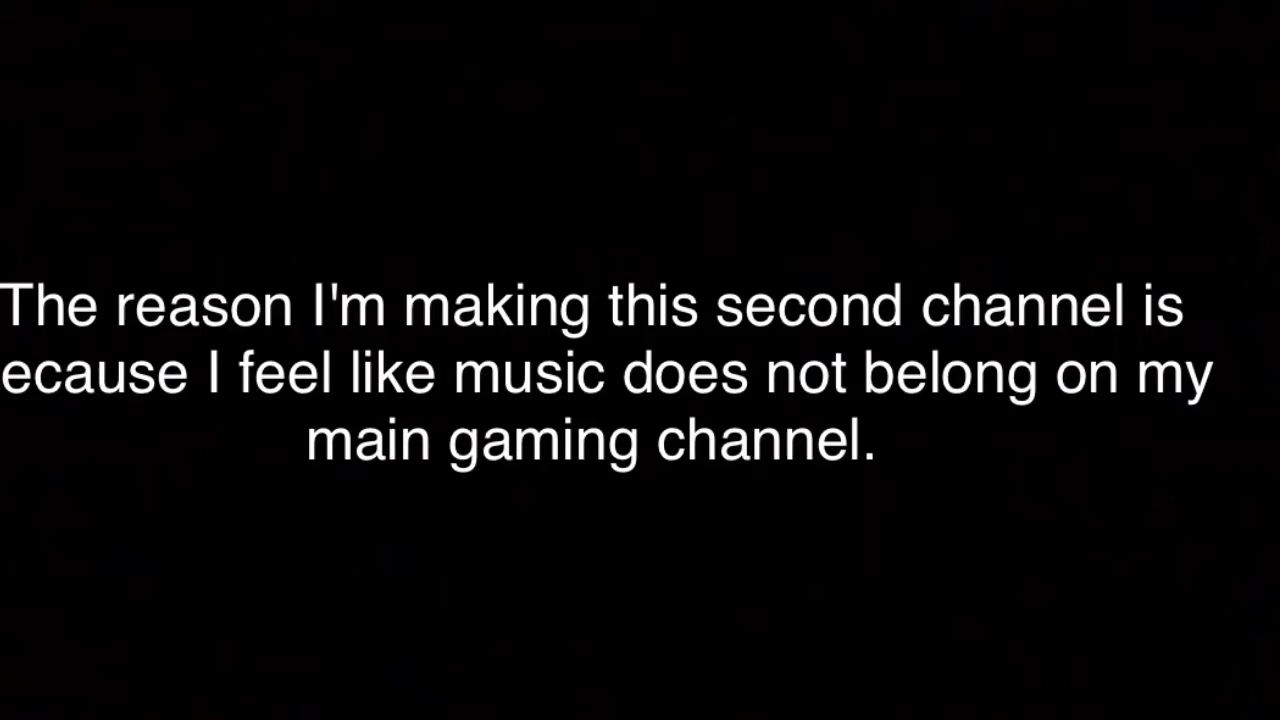 The reason I'm making this second channel is
ecause I feel like music does not belong on my
main gaming channel.